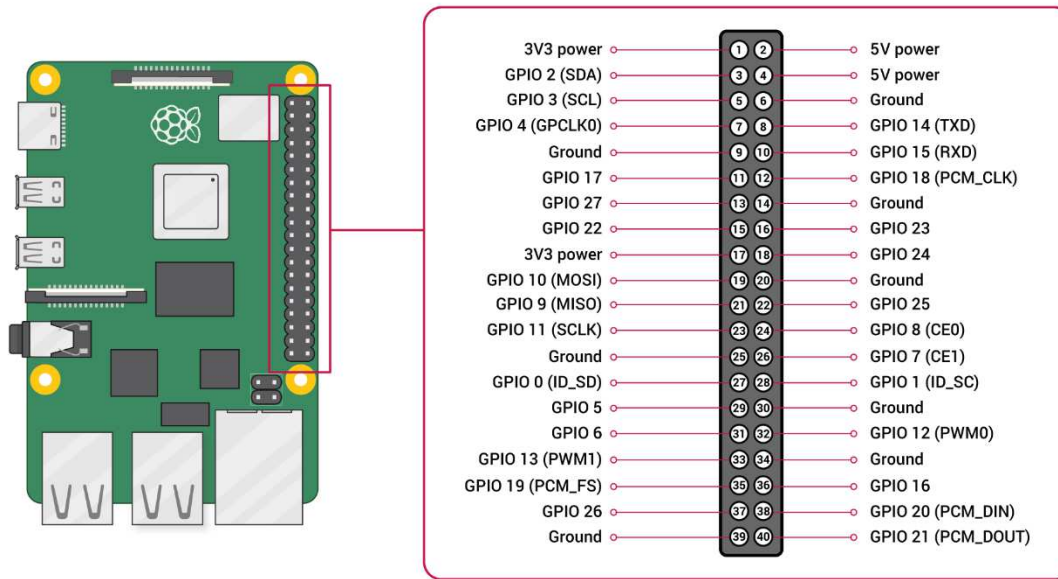 3V3 power 1 2 5V power
GPIO 2 (SDA) 3 4 5V power
GPIO 3 (SCL) 5 6 Ground
GPIO 4 (GPCLK0) 7 8 GPIO 14 (TXD)
Ground 9 10 GPIO 15 (RXD)
GPIO 17 11 12 GPIO 18 (PCM_CLK)
GPIO 27 13 14 Ground
GPIO 22 15 16 GPIO 23
3V3 power 17 18 GPIO 24
GPIO 10 (MOSI) 19 20 Ground
GPIO 9 (MISO) 21 22 GPIO 25
GPIO 11 (SCLK) 23 24 GPIO 8 (CE0)
Ground 25 26 GPIO 7 (CE1)
GPIO 0 (ID_SD) 27 28 GPIO 1 (ID_SC)
GPIO 5 29 30 Ground
GPIO 6 31 32 GPIO 12 (PWM0)
GPIO 13 (PWM1) 33 34 Ground
GPIO 19 (PCM_FS) 35 36 GPIO 16
GPIO 26 37 38 GPIO 20 (PCM_DIN)
Ground 39 40 GPIO 21 (PCM_DOUT)